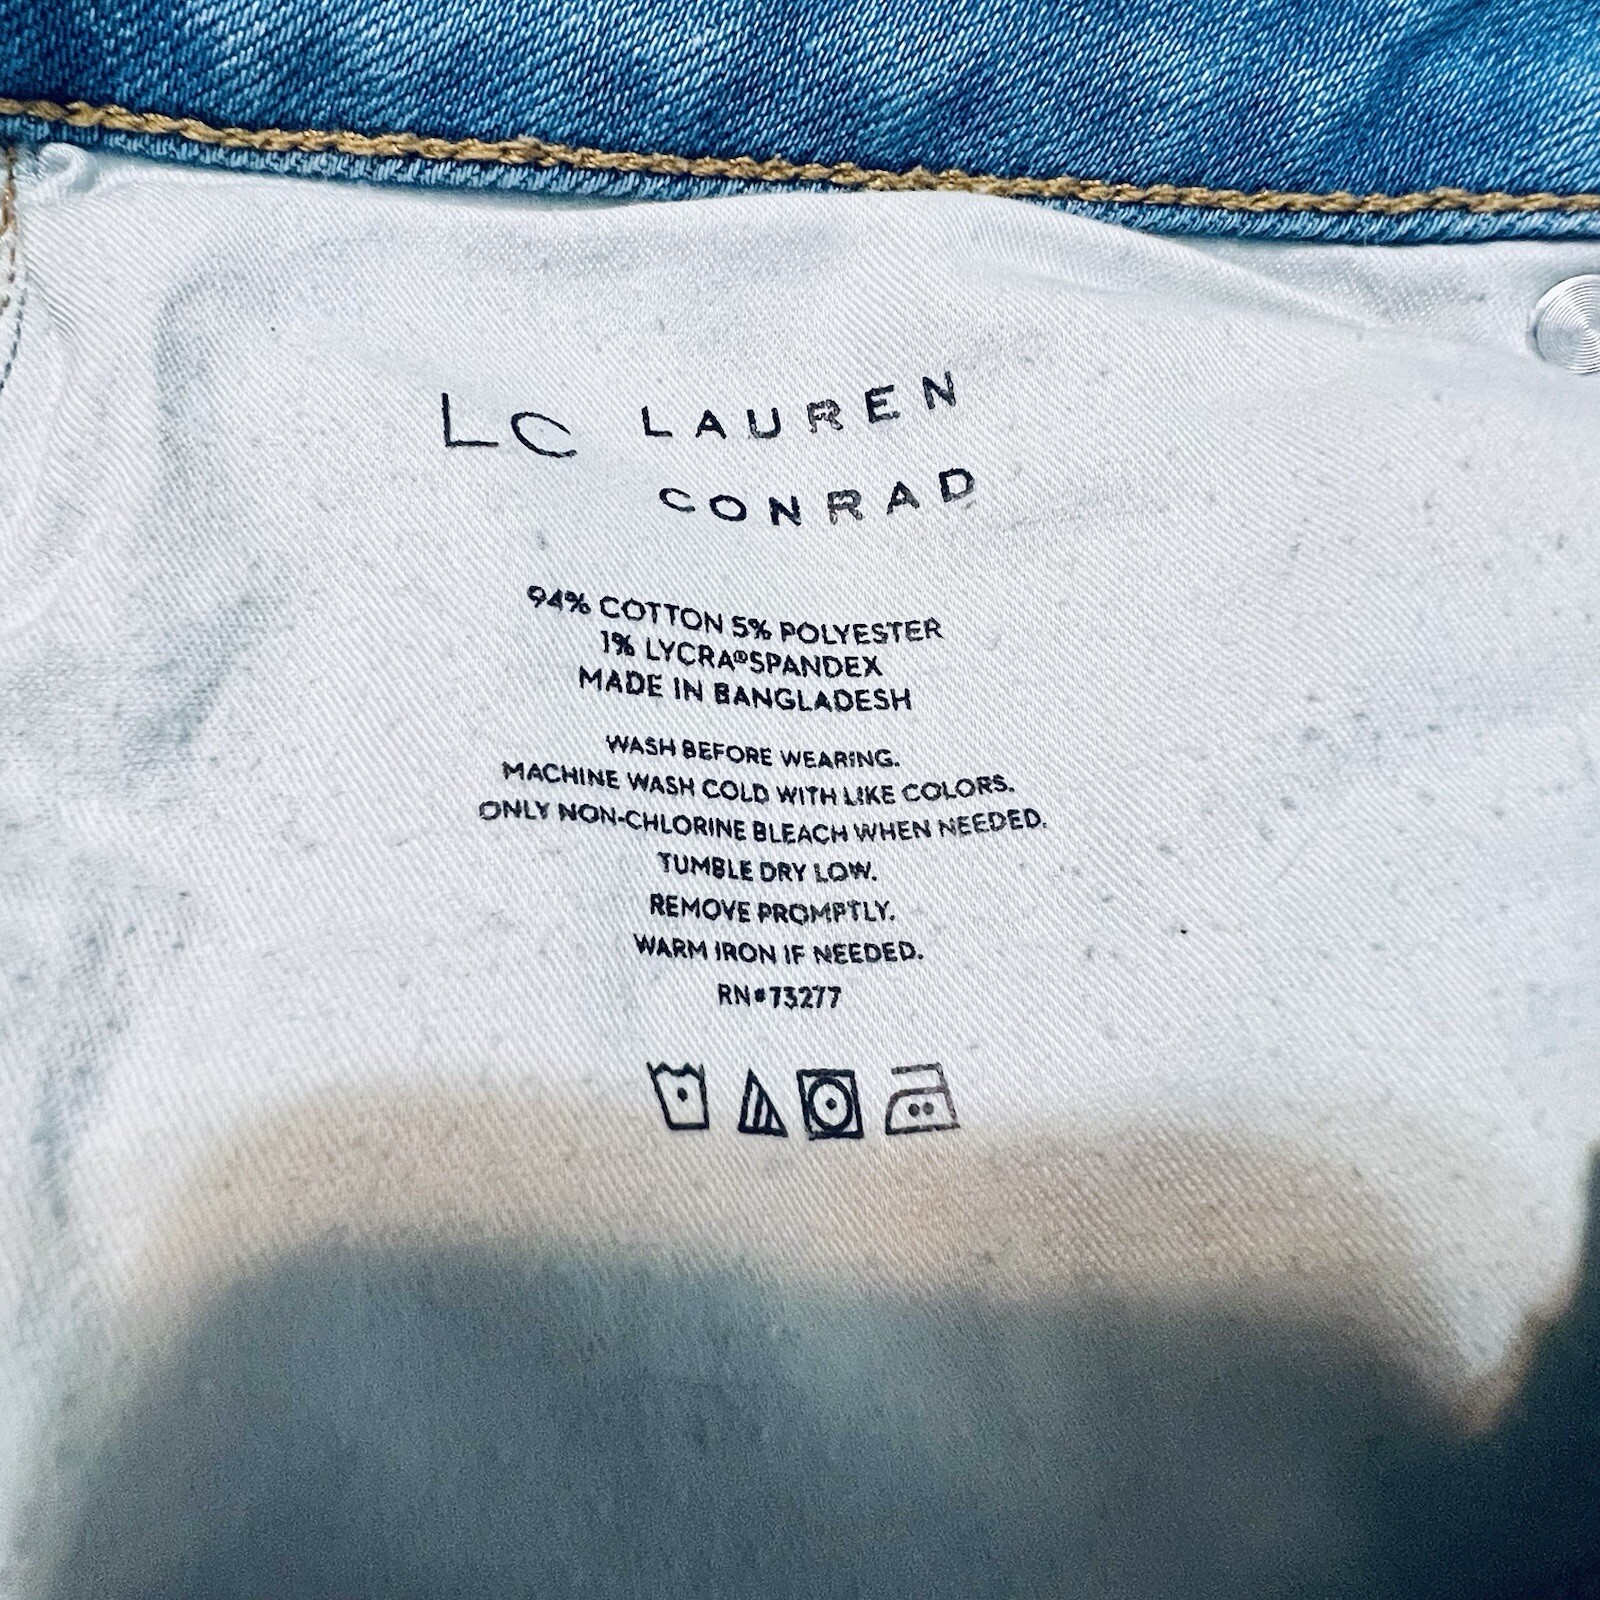 LC LAUREN
CONRAD
94% COTTON 5% POLYESTER
1% LYCRA® SPANDEX
MADE IN BANGLADESH
WASH BEFORE WEARING.
MACHINE WASH COLD WITH LIKE COLORS.
ONLY NON-CHLORINE BLEACH WHEN NEEDED.
TUMBLE DRY LOW.
REMOVE PROMPTLY.
WARM IRON IF NEEDED.
RN#73277